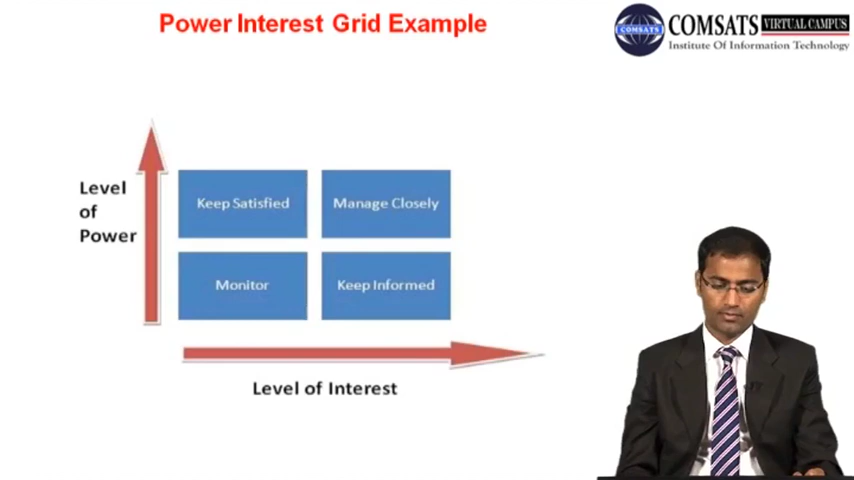 Power Interest Grid Example
COMSATS
COMSATS VIRTUAL CAMPUS
Institute Of Information Technology
Level
of
Power
Keep Satisfied
Manage Closely
Monitor
Keep Informed
Level of Interest